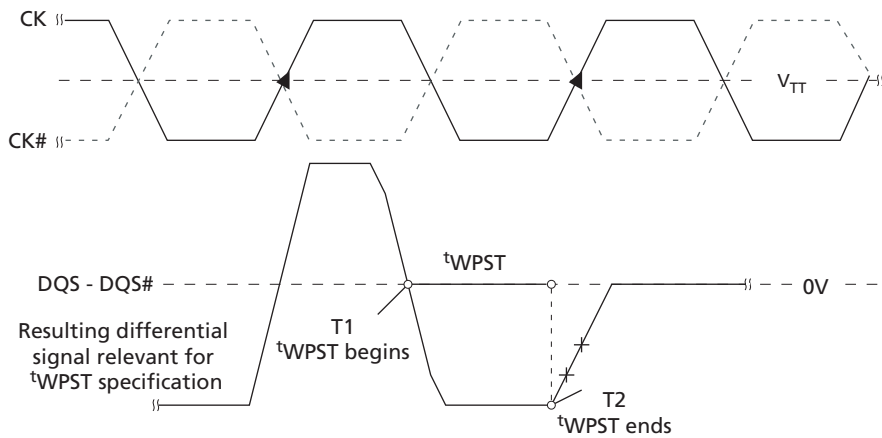 CK
V_TT
CK#
tWPST
DQS - DQS#
0V
T1
tWPST begins
Resulting differential
signal relevant for
tWPST specification
T2
tWPST ends